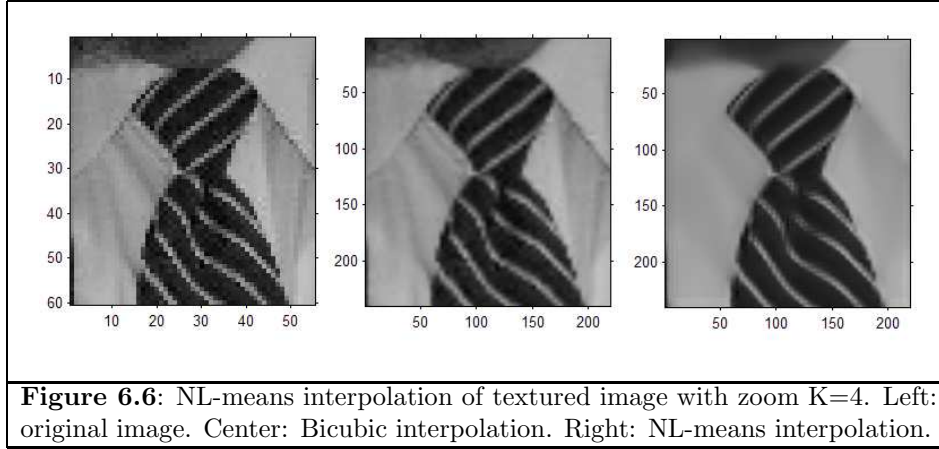 10
20
30
40
50
60
10 20 30 40 50
50
100
150
200
50 100 150 200
50
100
150
200
50 100 150 200
Figure 6.6: NL-means interpolation of textured image with zoom K=4. Left:
original image. Center: Bicubic interpolation. Right: NL-means interpolation.